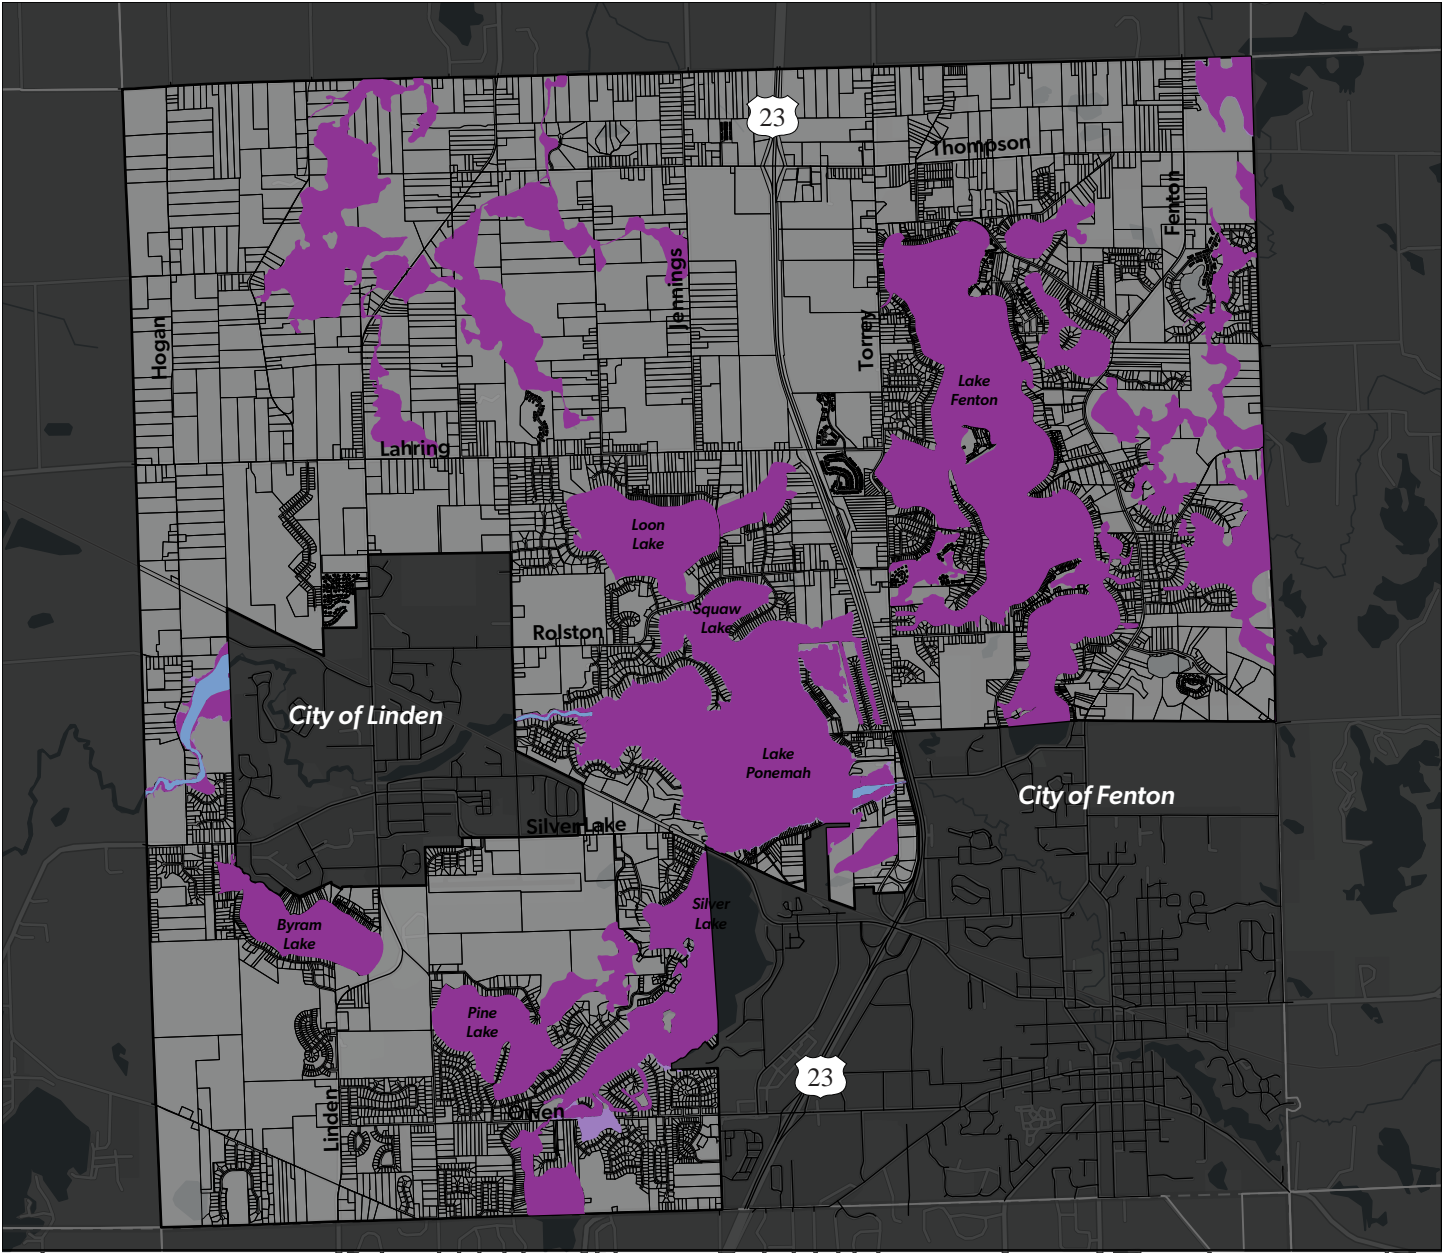 23
Thompson
Fenton
Jennings
Hogan
Torrey
Lake
Fenton
Lahring
Loon
Lake
Squaw
Lake
Rolston
City of Linden
Lake
Ponemah
City of Fenton
Silver Lake
Silver
Lake
Byram
Lake
Pine
Lake
23
Linden
Owen